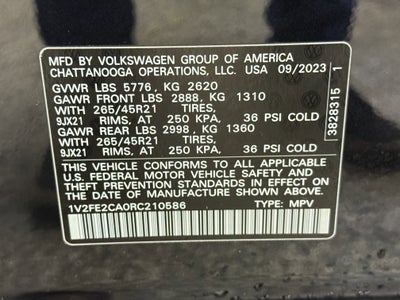 MFD BY VOLKSWAGEN GROUP OF AMERICA
CHATTANOOGA OPERATIONS, LLC. USA 09/2023
GVWR LBS 5776, KG 2620
GAWR FRONT LBS 2888, KG 1310
WITH 265/45R21 TIRES,
9JX21 RIMS, AT 250 KPA, 36 PSI COLD
GAWR REAR LBS 2998, KG 1360
WITH 265/45R21 TIRES,
9JX21 RIMS, AT 250 KPA, 36 PSI COLD
THIS VEHICLE CONFORMS TO ALL APPLICABLE
U.S. FEDERAL MOTOR VEHICLE SAFETY AND
THEFT PREVENTION STANDARDS IN EFFECT ON
THE DATE OF MANUFACTURE SHOWN ABOVE
1V2FE2CA0RC210586 TYPE: MPV
3828315 1